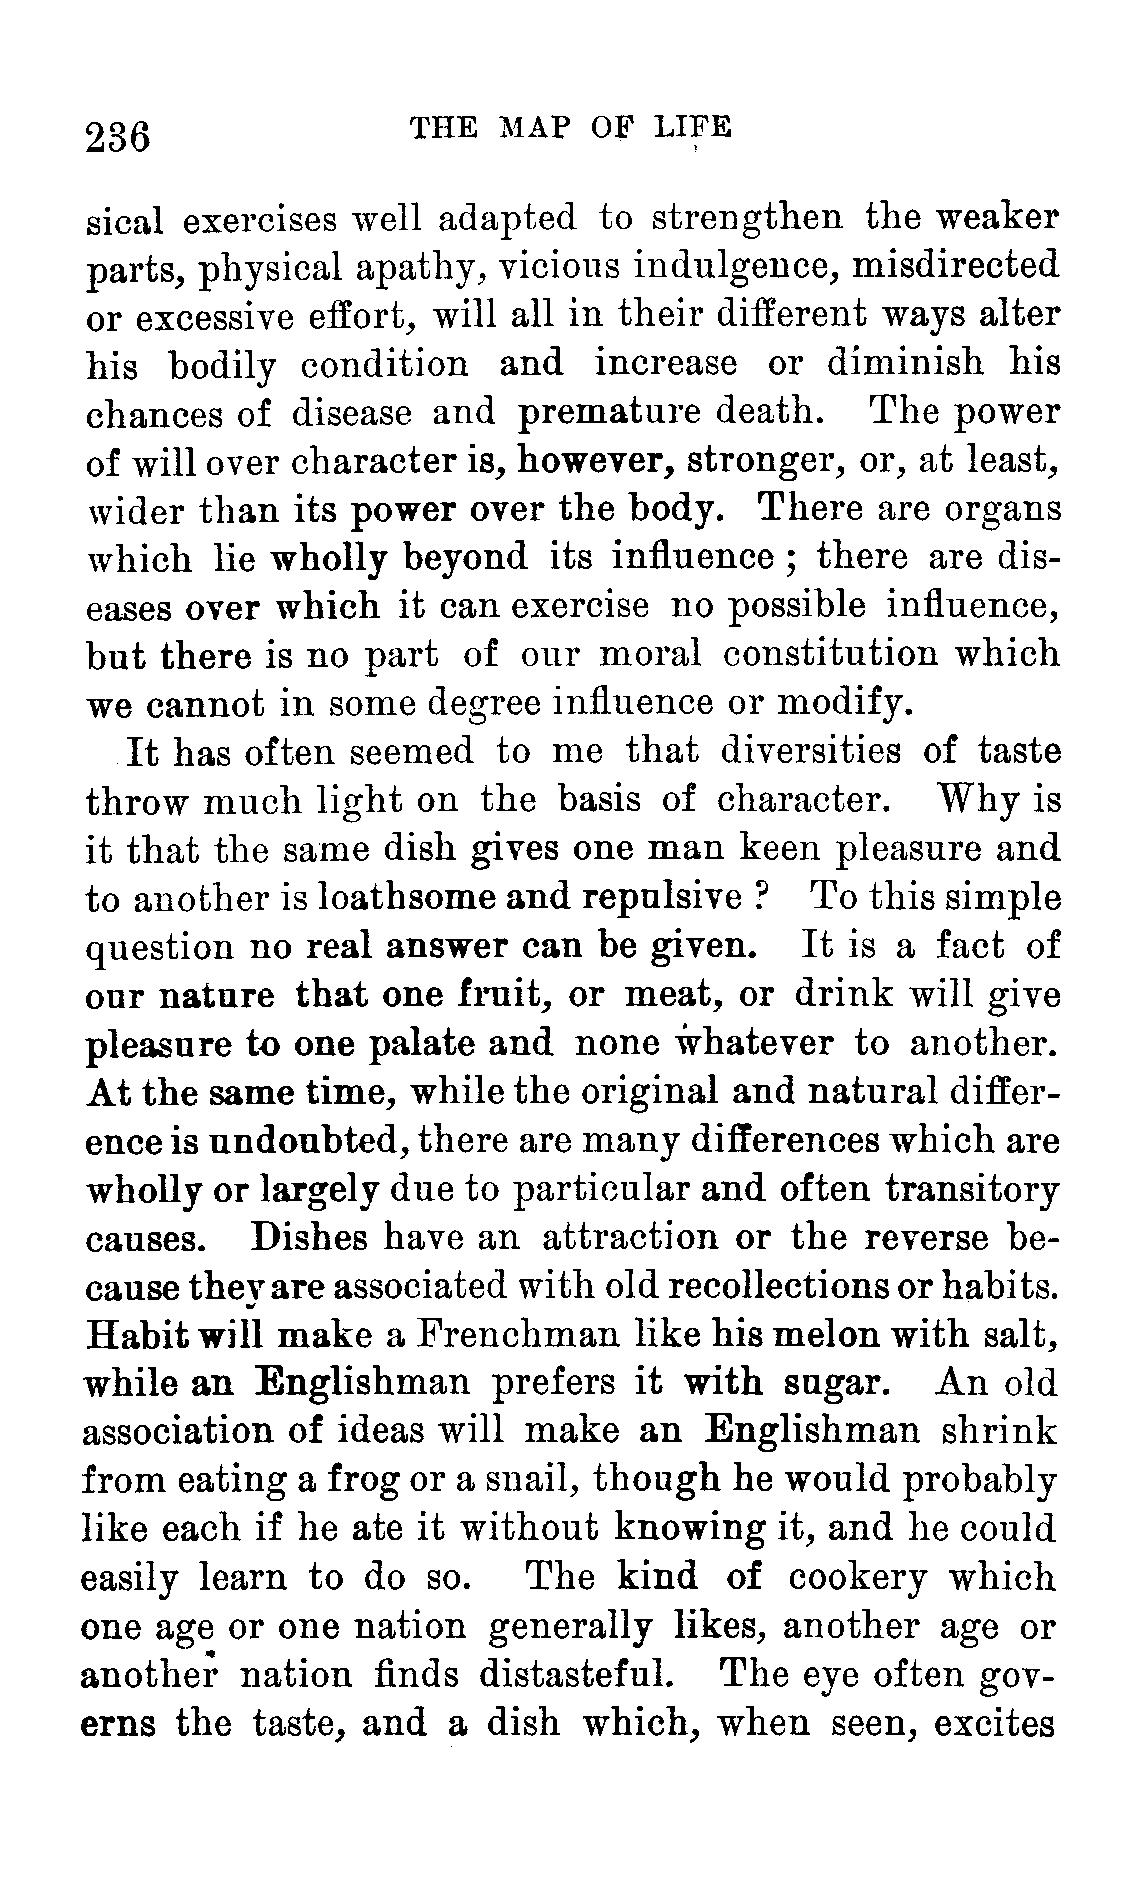 236 THE MAP OF LIFE
sical exercises well adapted to strengthen the weaker
parts, physical apathy, vicious indulgence, misdirected
or excessive effort, will all in their different ways alter
his bodily condition and increase or diminish his
chances of disease and premature death. The power
of will over character is, however, stronger, or, at least,
wider than its power over the body. There are organs
which lie wholly beyond its influence ; there are dis-
eases over which it can exercise no possible influence,
but there is no part of our moral constitution which
we cannot in some degree influence or modify.
It has often seemed to me that diversities of taste
throw much light on the basis of character. Why is
it that the same dish gives one man keen pleasure and
to another is loathsome and repulsive ? To this simple
question no real answer can be given. It is a fact of
our nature that one fruit, or meat, or drink will give
pleasure to one palate and none whatever to another.
At the same time, while the original and natural differ-
ence is undoubted, there are many differences which are
wholly or largely due to particular and often transitory
causes. Dishes have an attraction or the reverse be-
cause they are associated with old recollections or habits.
Habit will make a Frenchman like his melon with salt,
while an Englishman prefers it with sugar. An old
association of ideas will make an Englishman shrink
from eating a frog or a snail, though he would probably
like each if he ate it without knowing it, and he could
easily learn to do so. The kind of cookery which
one age or one nation generally likes, another age or
another nation finds distasteful. The eye often gov-
erns the taste, and a dish which, when seen, excites